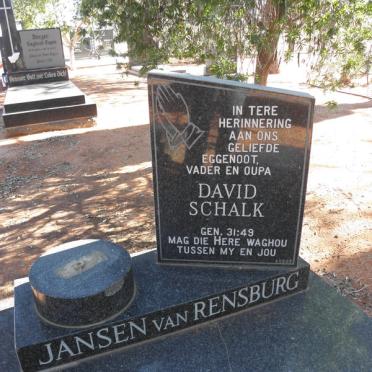 IN TERE
HERINNERING
AAN ONS
GELIEFDE
EGGENOOT,
VADER EN OUPA
DAVID
SCHALK
GEN. 31:49
MAG DIE HERE WAGHOU
TUSSEN MY EN JOU
JANSEN VAN RENSBURG